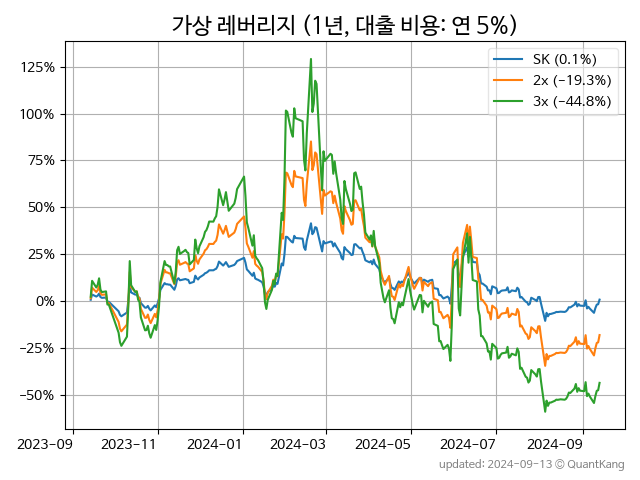 가상 레버리지 (1년, 대출 비용: 연 5%)
SK (0.1%)
2x (−19.3%)
3x (−44.8%)
125%
100%
75%
50%
25%
0%
−25%
−50%
2023-09 2023-11 2024-01 2024-03 2024-05 2024-07 2024-09
updated: 2024-09-13 ⓒ QuantKang